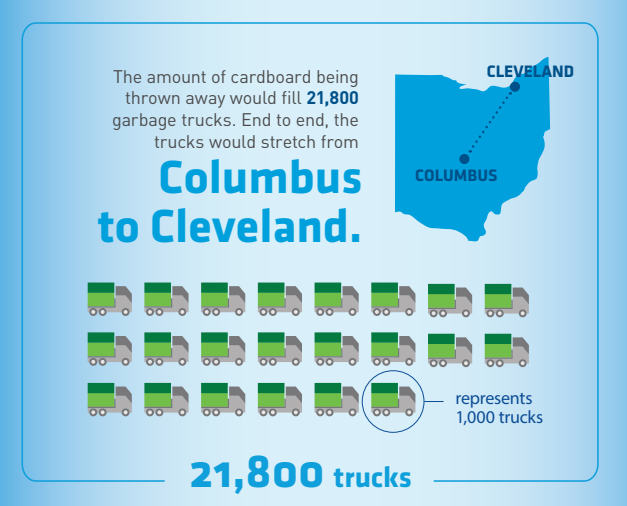 The amount of cardboard being
thrown away would fill 21,800
garbage trucks. End to end, the
trucks would stretch from
Columbus
to Cleveland.
CLEVELAND
COLUMBUS
represents
1,000 trucks
21,800 trucks